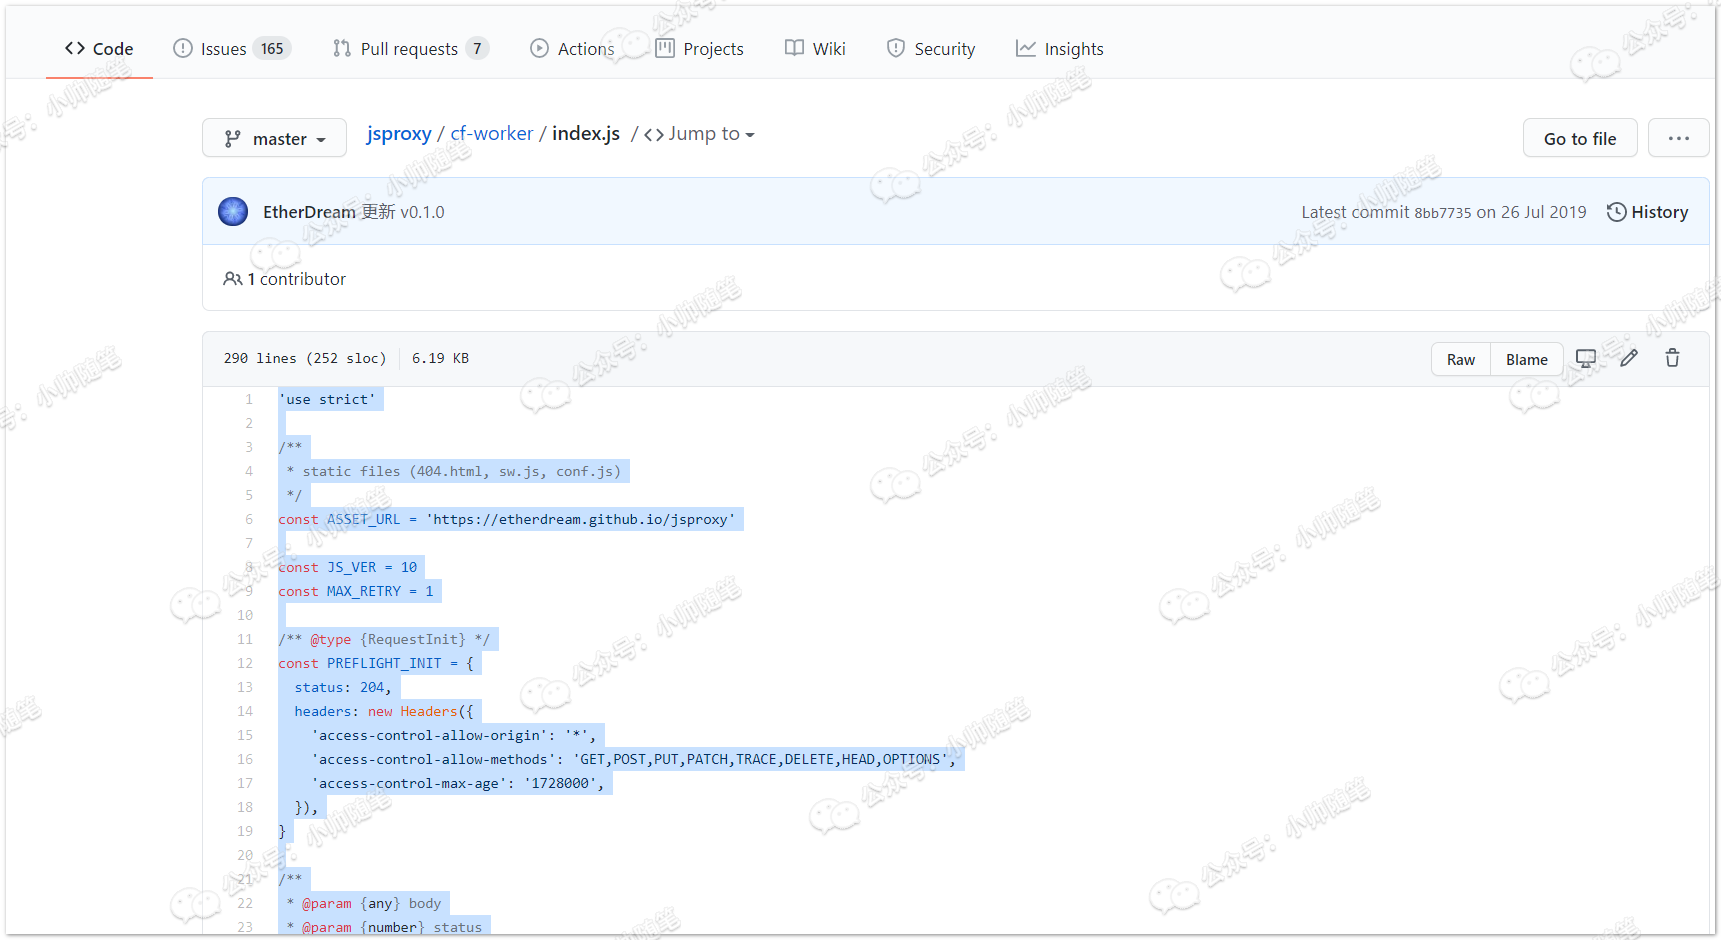 Code Issues 165 Pull requests 7 Actions Projects Wiki Security Insights
master jsproxy / cf-worker / index.js / <> Jump to Go to file ...
EtherDream 更新 v0.1.0 Latest commit 8bb7735 on 26 Jul 2019 History
1 contributor
290 lines (252 sloc) 6.19 KB Raw Blame
1 'use strict'
2
3 /**
4  * static files (404.html, sw.js, conf.js)
5  */
6 const ASSET_URL = 'https://etherdream.github.io/jsproxy'
7
8 const JS_VER = 10
9 const MAX_RETRY = 1
10
11 /** @type {RequestInit} */
12 const PREFLIGHT_INIT = {
13   status: 204,
14   headers: new Headers({
15     'access-control-allow-origin': '*',
16     'access-control-allow-methods': 'GET,POST,PUT,PATCH,TRACE,DELETE,HEAD,OPTIONS',
17     'access-control-max-age': '1728000',
18   }),
19 }
20
21 /**
22  * @param {any} body
23  * @param {number} status
公众号：小帅随笔